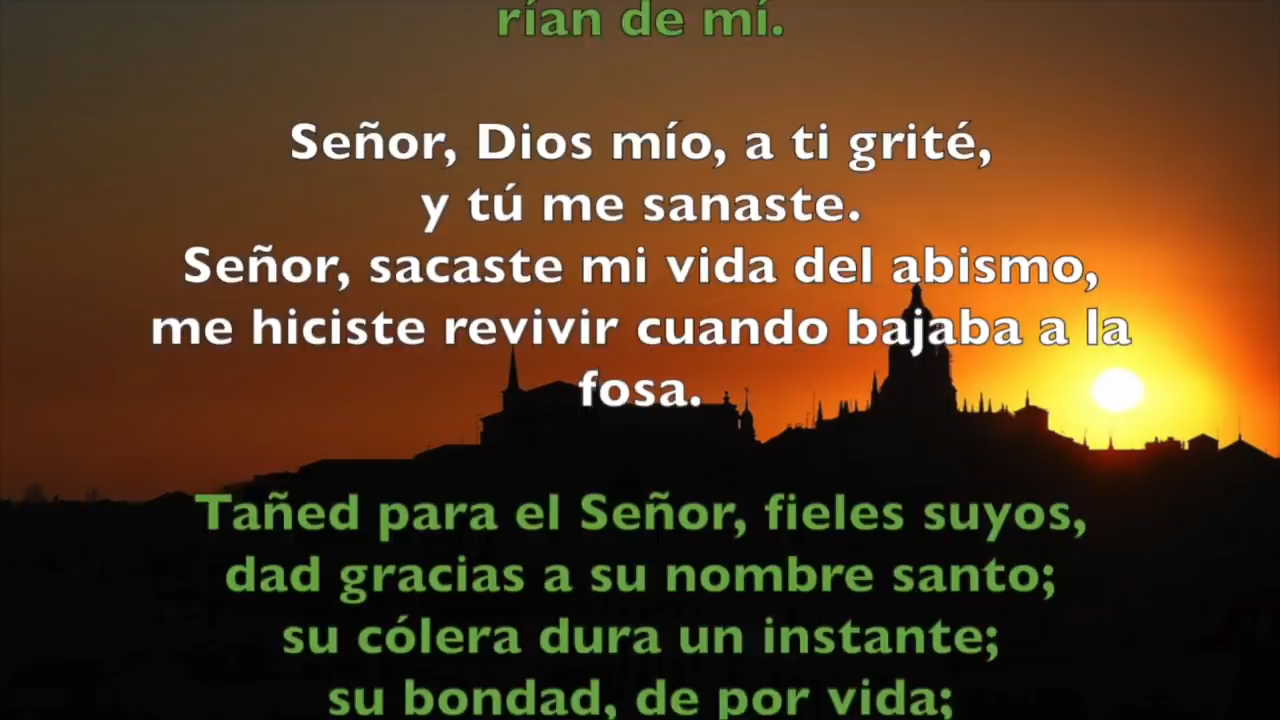 rían de mí.
Señor, Dios mío, a ti grité,
y tú me sanaste.
Señor, sacaste mi vida del abismo,
me hiciste revivir cuando bajaba a la
fosa.
Tañed para el Señor, fieles suyos,
dad gracias a su nombre santo;
su cólera dura un instante;
su bondad, de por vida;